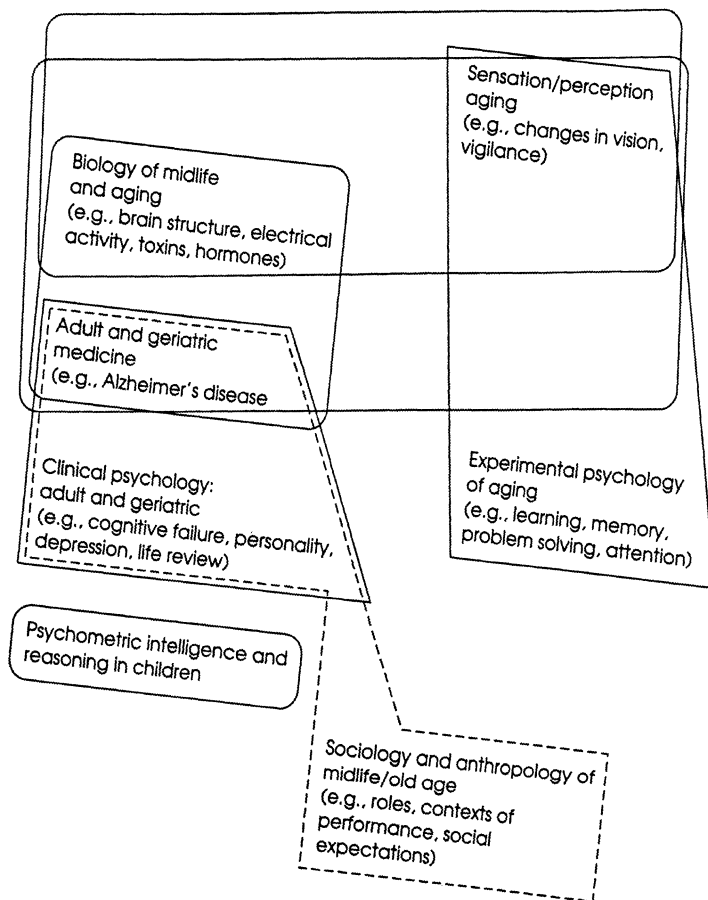 Sensation/perception
aging
(e.g., changes in vision,
vigilance)
Biology of midlife
and aging
(e.g., brain structure, electrical
activity, toxins, hormones)
Adult and geriatric
medicine
(e.g., Alzheimer's disease
Clinical psychology:
adult and geriatric
(e.g., cognitive failure, personality,
depression, life review)
Experimental psychology
of aging
(e.g., learning, memory,
problem solving, attention)
Psychometric intelligence and
reasoning in children
Sociology and anthropology of
midlife/old age
(e.g., roles, contexts of
performance, social
expectations)